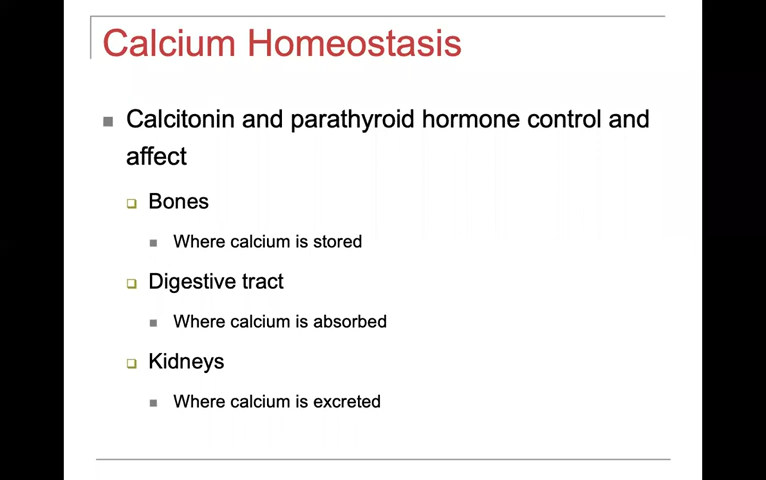 Calcium Homeostasis
Calcitonin and parathyroid hormone control and
affect
Bones
Where calcium is stored
Digestive tract
Where calcium is absorbed
Kidneys
Where calcium is excreted